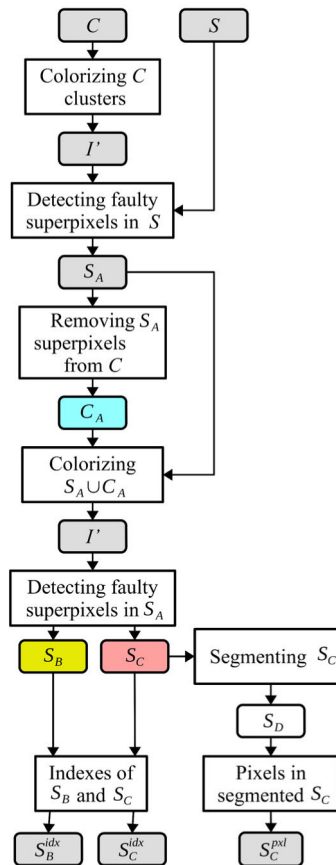 C
S
Colorizing C
clusters
I'
Detecting faulty
superpixels in S
S_A
Removing S_A
superpixels
from C
C_A
Colorizing
S_A∪C_A
I'
Detecting faulty
superpixels in S_A
S_B
S_C
Segmenting S_C
S_D
Indexes of
S_B and S_C
Pixels in
segmented S_C
S_B^idx
S_C^idx
S_C^pxl